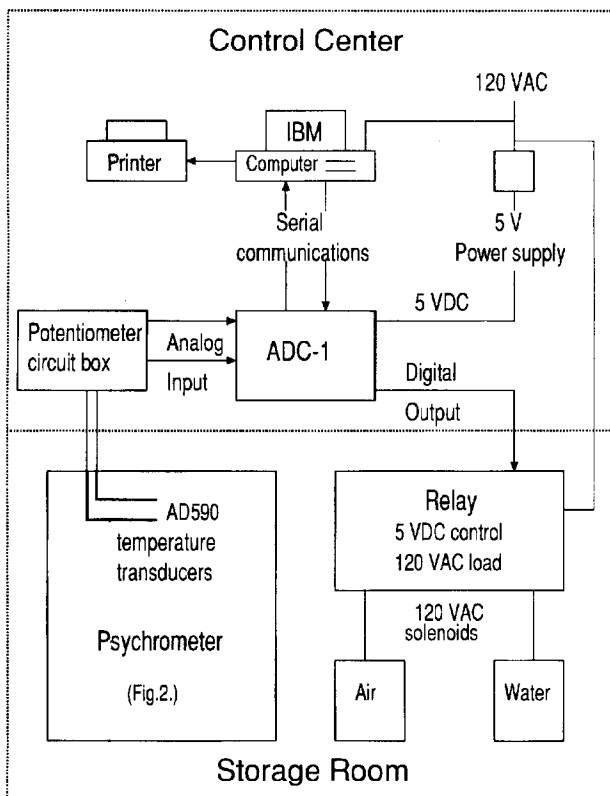 Control Center
120 VAC
IBM
Printer
Computer
Serial
communications
5 V
Power supply
5 VDC
Potentiometer
circuit box
Analog
Input
ADC-1
Digital
Output
AD590
temperature
transducers
Psychrometer
(Fig.2.)
Relay
5 VDC control
120 VAC load
120 VAC
solenoids
Air
Water
Storage Room